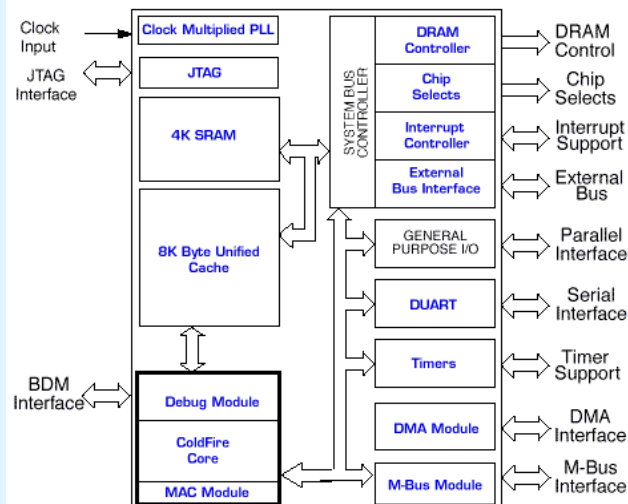 Clock
Input
JTAG
Interface
BDM
Interface
Clock Multiplied PLL
JTAG
4K SRAM
8K Byte Unified
Cache
Debug Module
ColdFire
Core
MAC Module
SYSTEM BUS
CONTROLLER
DRAM
Controller
Chip
Selects
Interrupt
Controller
External
Bus Interface
GENERAL
PURPOSE I/O
DUART
Timers
DMA Module
M-Bus Module
DRAM
Control
Chip
Selects
Interrupt
Support
External
Bus
Parallel
Interface
Serial
Interface
Timer
Support
DMA
Interface
M-Bus
Interface